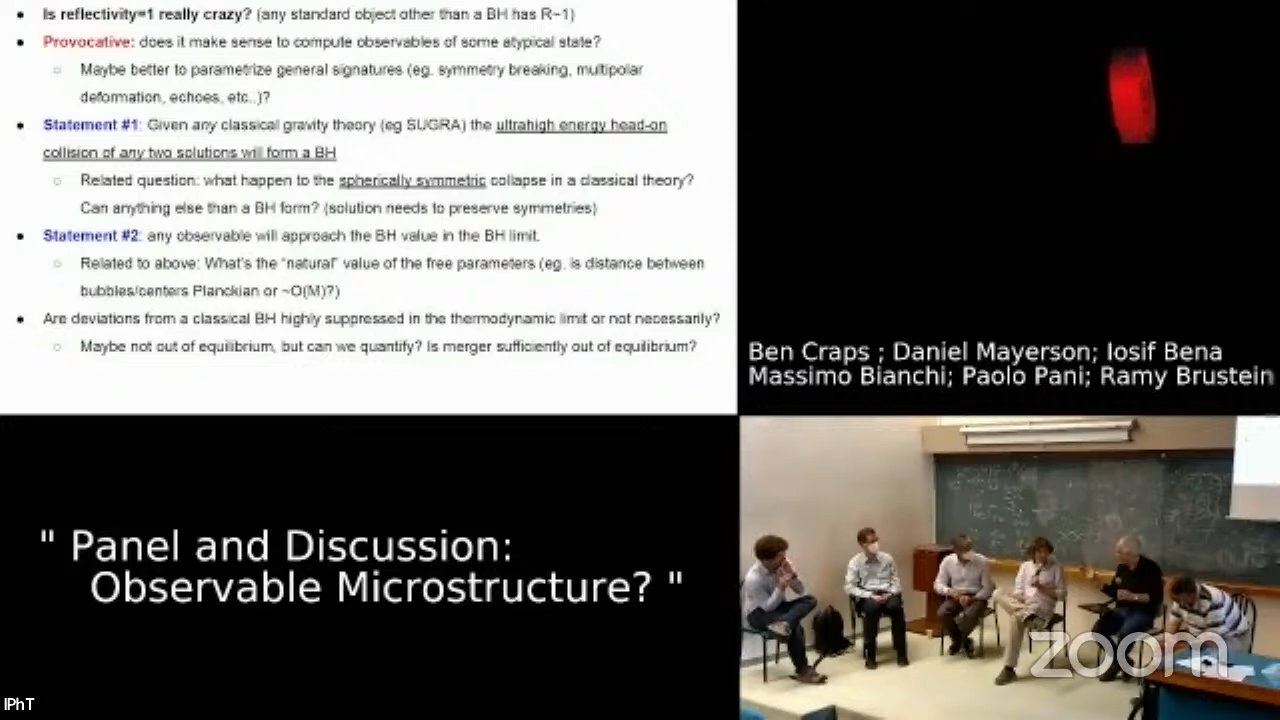 Is reflectivity=1 really crazy? (any standard object other than a BH has R~1)
Provocative: does it make sense to compute observables of some atypical state?
Maybe better to parametrize general signatures (eg. symmetry breaking, multipolar
deformation, echoes, etc..)?
Statement #1: Given any classical gravity theory (eg SUGRA) the ultrahigh energy head-on
collision of any two solutions will form a BH
Related question: what happen to the spherically symmetric collapse in a classical theory?
Can anything else than a BH form? (solution needs to preserve symmetries)
Statement #2: any observable will approach the BH value in the BH limit.
Related to above: What's the "natural" value of the free parameters (eg. is distance between
bubbles/centers Planckian or ~O(M)?)
Are deviations from a classical BH highly suppressed in the thermodynamic limit or not necessarily?
Maybe not out of equilibrium, but can we quantify? Is merger sufficiently out of equilibrium?
Ben Craps ; Daniel Mayerson; Iosif Bena
Massimo Bianchi; Paolo Pani; Ramy Brustein
" Panel and Discussion:
Observable Microstructure? "
zoom
IPhT